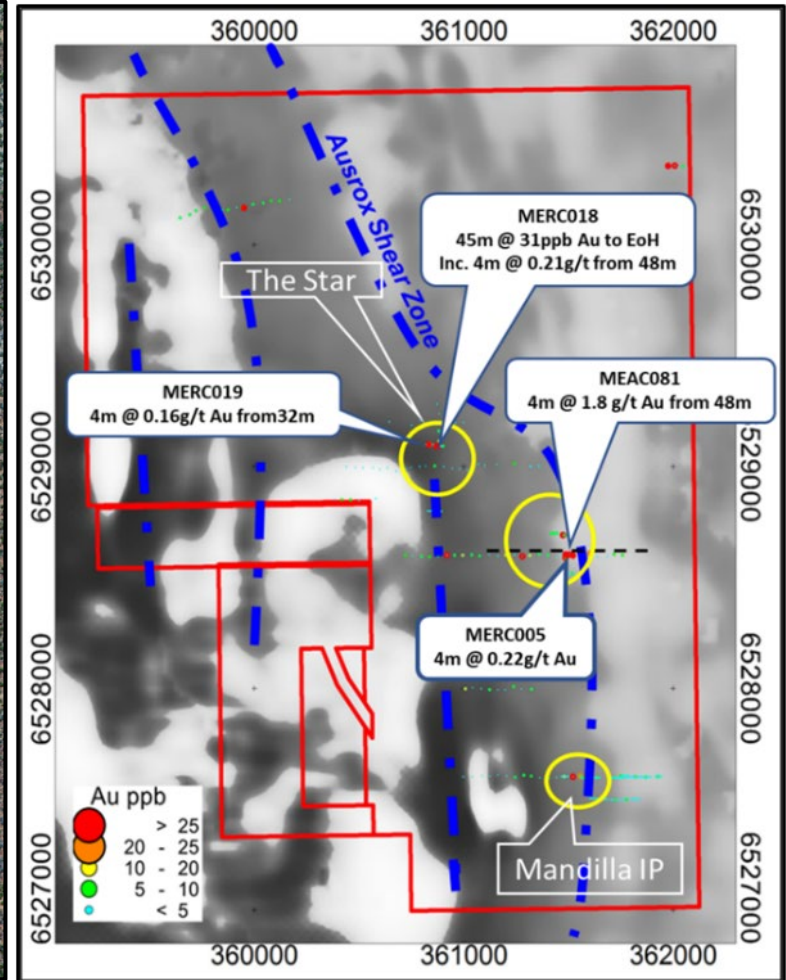 360000 361000 362000
Ausrox Shear Zone
6530000
6530000
MERC018
45m @ 31ppb Au to EoH
Inc. 4m @ 0.21g/t from 48m
The Star
MERC019
4m @ 0.16g/t Au from32m
MEAC081
4m @ 1.8 g/t Au from 48m
6529000
529000
MERC005
4m @ 0.22g/t Au
6528000
6528000
Au ppb
> 25
20 - 25
10 - 20
5 - 10
< 5
Mandilla IP
6527000
6527000
360000 361000 362000